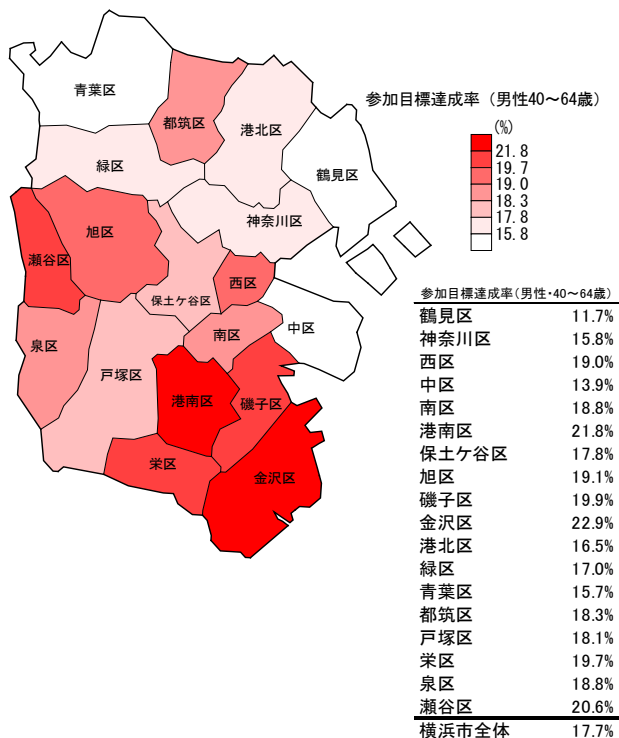 青葉区
都筑区
港北区
鶴見区
緑区
神奈川区
旭区
瀬谷区
西区
保土ケ谷区
中区
南区
泉区
戸塚区
港南区
磯子区
栄区
金沢区
参加目標達成率（男性40～64歳）
(%)
21.8
19.7
19.0
18.3
17.8
15.8
参加目標達成率（男性・40～64歳）
鶴見区 11.7%
神奈川区 15.8%
西区 19.0%
中区 13.9%
南区 18.8%
港南区 21.8%
保土ケ谷区 17.8%
旭区 19.1%
磯子区 19.9%
金沢区 22.9%
港北区 16.5%
緑区 17.0%
青葉区 15.7%
都筑区 18.3%
戸塚区 18.1%
栄区 19.7%
泉区 18.8%
瀬谷区 20.6%
横浜市全体 17.7%